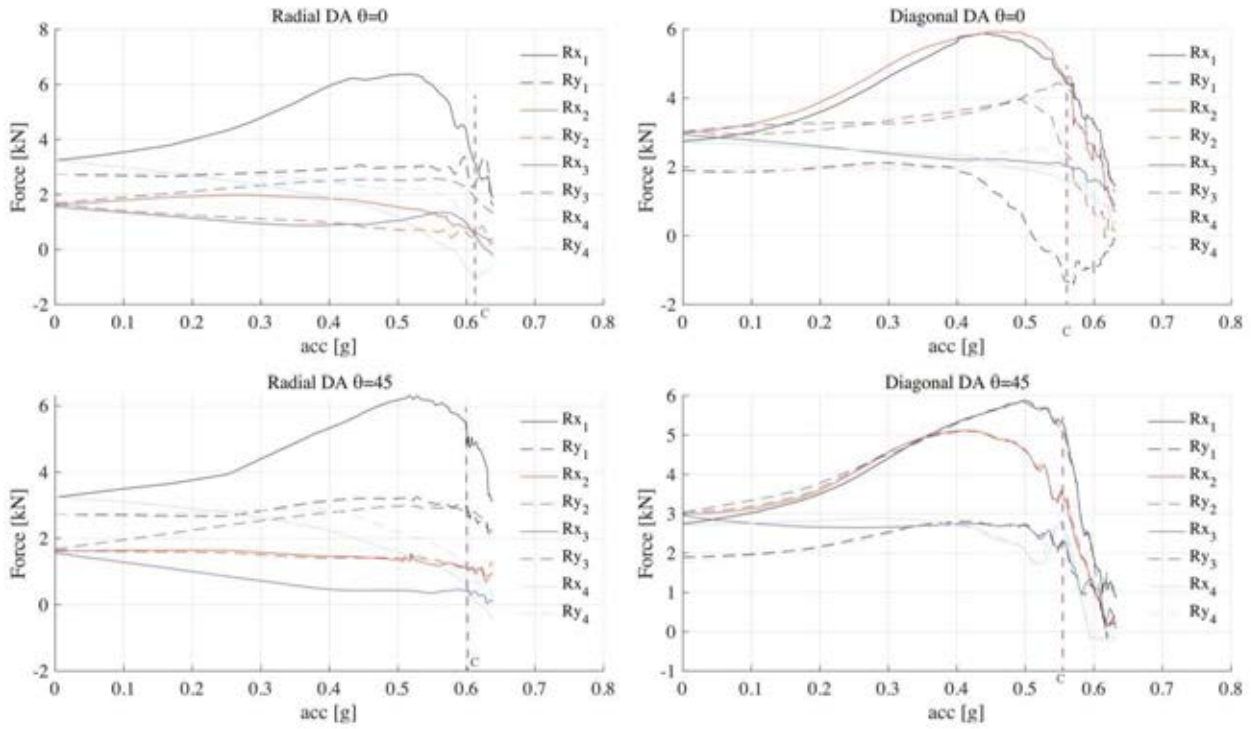 Radial DA θ=0
8
6
4
2
0
-2
Force [kN]
0 0.1 0.2 0.3 0.4 0.5 0.6 0.7 0.8
acc [g]
C
Rx1
Ry1
Rx2
Ry2
Rx3
Ry3
Rx4
Ry4
Diagonal DA θ=0
6
4
2
0
-2
Force [kN]
0 0.1 0.2 0.3 0.4 0.5 0.6 0.7 0.8
acc [g]
C
Rx1
Ry1
Rx2
Ry2
Rx3
Ry3
Rx4
Ry4
Radial DA θ=45
6
4
2
0
-2
Force [kN]
0 0.1 0.2 0.3 0.4 0.5 0.6 0.7 0.8
acc [g]
C
Rx1
Ry1
Rx2
Ry2
Rx3
Ry3
Rx4
Ry4
Diagonal DA θ=45
6
5
4
3
2
1
0
-1
Force [kN]
0 0.1 0.2 0.3 0.4 0.5 0.6 0.7 0.8
acc [g]
C
Rx1
Ry1
Rx2
Ry2
Rx3
Ry3
Rx4
Ry4